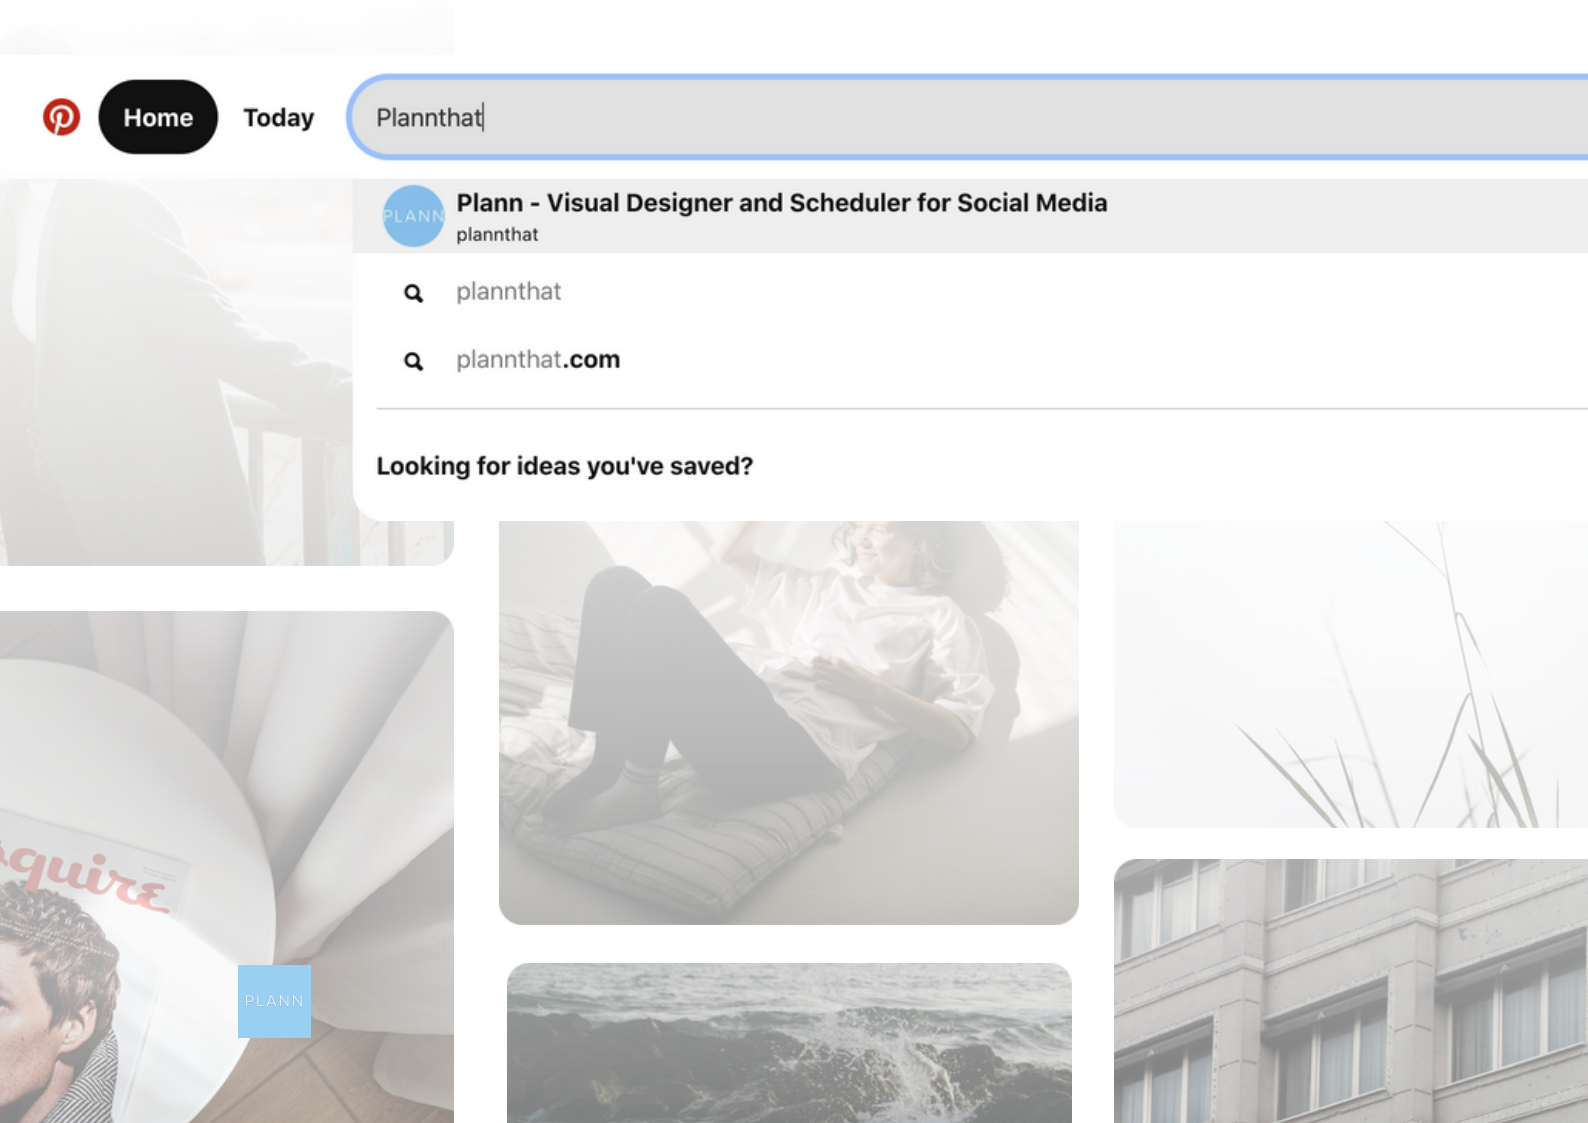 Home Today Plannthat
PLANN Plann - Visual Designer and Scheduler for Social Media
plannthat
plannthat
plannthat.com
Looking for ideas you've saved?
squire
PLANN